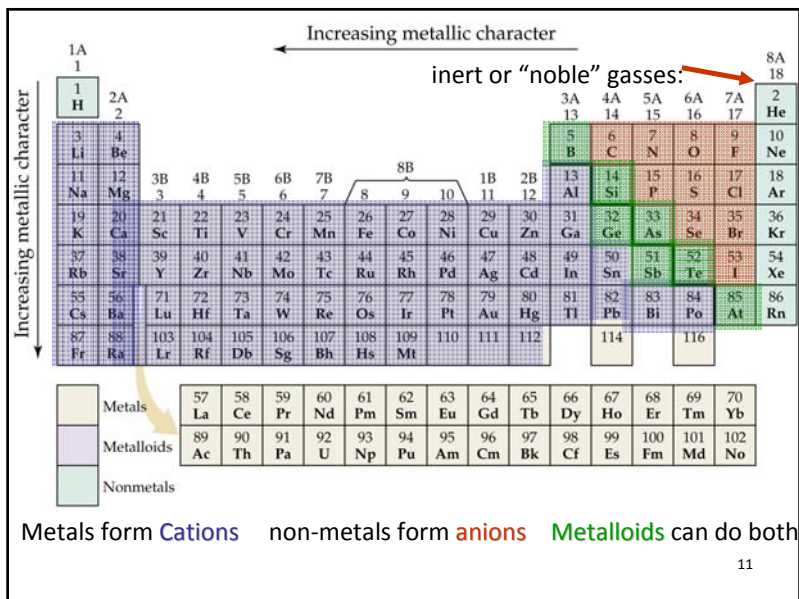 Increasing metallic character
1A
1
8A
18
inert or “noble” gasses:
2A
2
3A 4A 5A 6A 7A
13 14 15 16 17
1 2
H He
3 4 5 6 7 8 9 10
Li Be B C N O F Ne
3B 4B 5B 6B 7B 8B 1B 2B
3 4 5 6 7 8 9 10 11 12
11 12 13 14 15 16 17 18
Na Mg Al Si P S Cl Ar
19 20 21 22 23 24 25 26 27 28 29 30 31 32 33 34 35 36
K Ca Sc Ti V Cr Mn Fe Co Ni Cu Zn Ga Ge As Se Br Kr
37 38 39 40 41 42 43 44 45 46 47 48 49 50 51 52 53 54
Rb Sr Y Zr Nb Mo Tc Ru Rh Pd Ag Cd In Sn Sb Te I Xe
55 56 71 72 73 74 75 76 77 78 79 80 81 82 83 84 85 86
Cs Ba Lu Hf Ta W Re Os Ir Pt Au Hg Tl Pb Bi Po At Rn
87 88 103 104 105 106 107 108 109 110 111 112 114 116
Fr Ra Lr Rf Db Sg Bh Hs Mt
Increasing metallic character
57 58 59 60 61 62 63 64 65 66 67 68 69 70
La Ce Pr Nd Pm Sm Eu Gd Tb Dy Ho Er Tm Yb
89 90 91 92 93 94 95 96 97 98 99 100 101 102
Ac Th Pa U Np Pu Am Cm Bk Cf Es Fm Md No
Metals
Metalloids
Nonmetals
Metals form Cations non-metals form anions Metalloids can do both
11